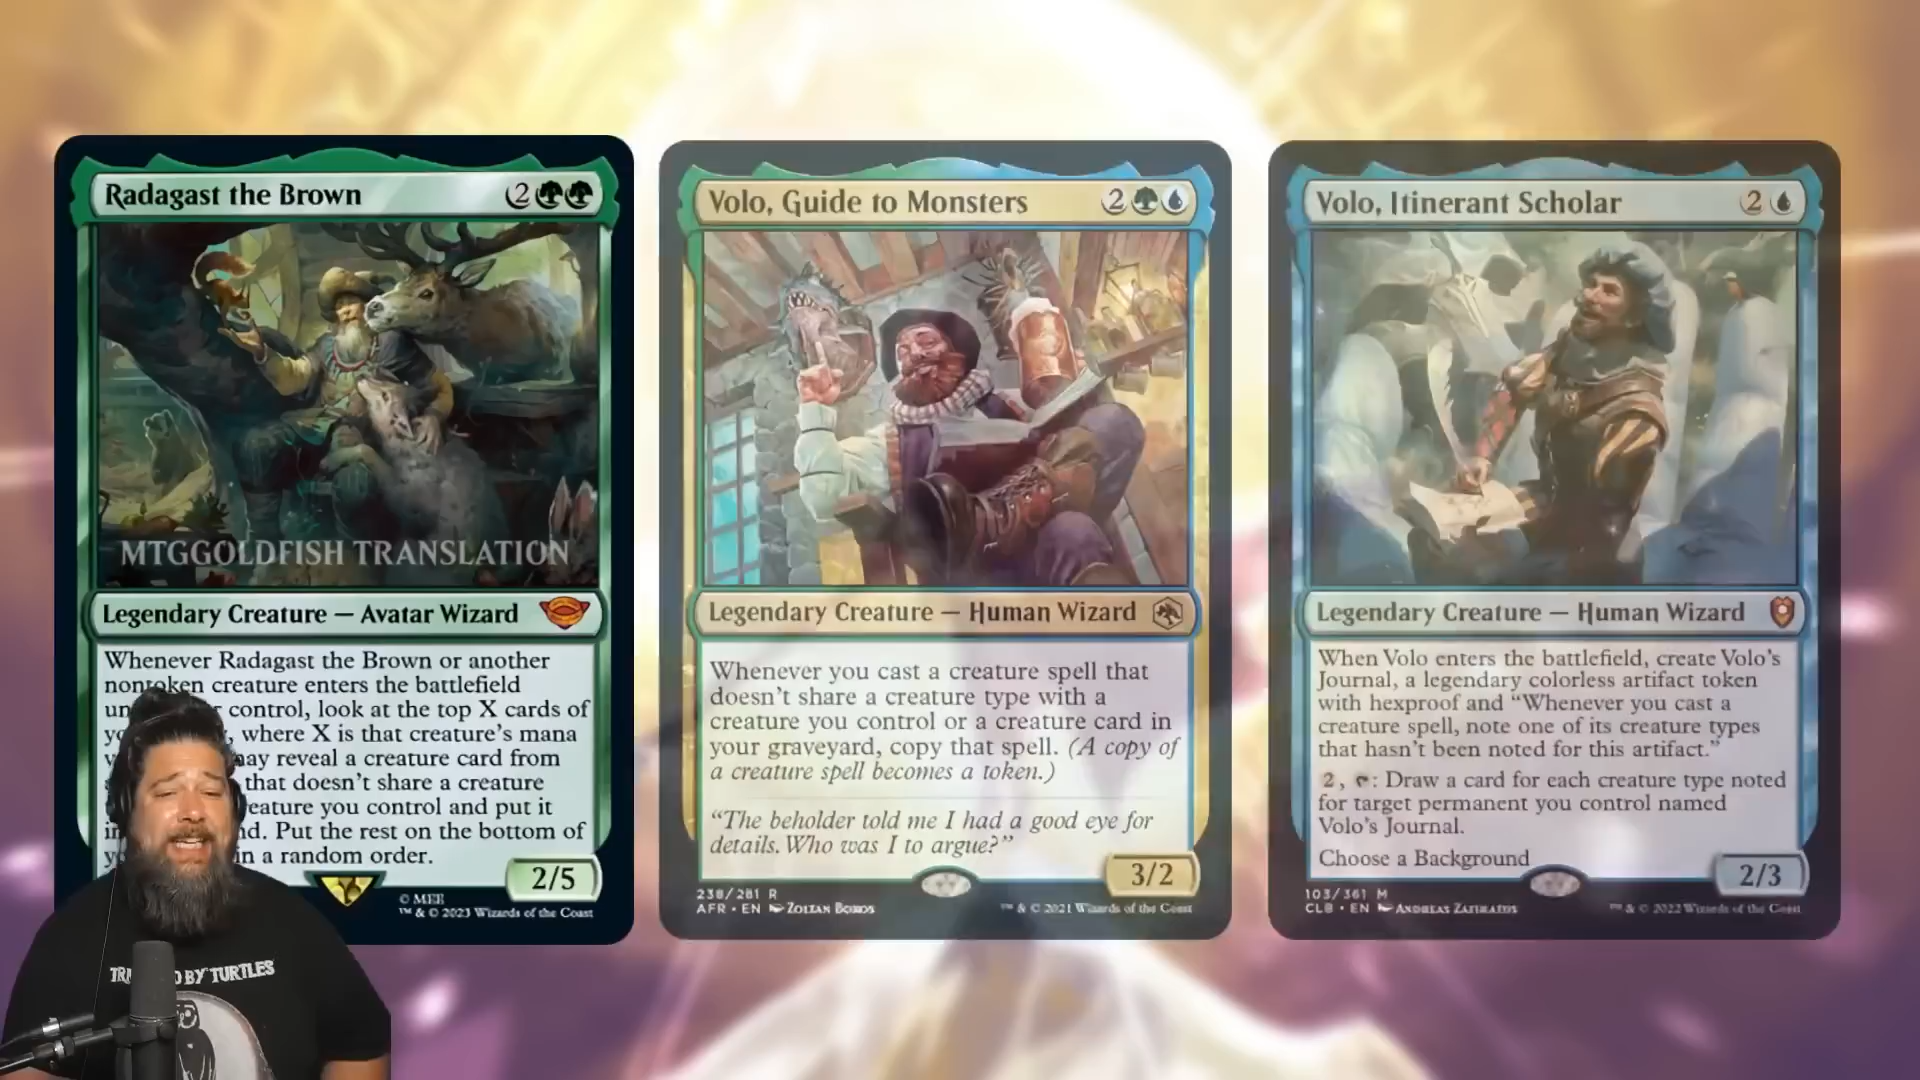 Radagast the Brown 2
MTGGOLDFISH TRANSLATION
Legendary Creature — Avatar Wizard
Whenever Radagast the Brown or another
nontoken creature enters the battlefield
control, look at the top X cards of
, where X is that creature's mana
may reveal a creature card from
that doesn't share a creature
creature you control and put it
Put the rest on the bottom of
in a random order.
2/5
© MEE
™ & © 2023 Wizards of the Coast
Volo, Guide to Monsters 2
Legendary Creature — Human Wizard
Whenever you cast a creature spell that
doesn't share a creature type with a
creature you control or a creature card in
your graveyard, copy that spell. (A copy of
a creature spell becomes a token.)
"The beholder told me I had a good eye for
details. Who was I to argue?"
3/2
238/281 R
AFR • EN Zoltan Boros
™ & © 2021 Wizards of the Coast
Volo, Itinerant Scholar 2
Legendary Creature — Human Wizard
When Volo enters the battlefield, create Volo's
Journal, a legendary colorless artifact token
with hexproof and "Whenever you cast a
creature spell, note one of its creature types
that hasn't been noted for this artifact."
2, : Draw a card for each creature type noted
for target permanent you control named
Volo's Journal.
Choose a Background
2/3
103/361 M
CLB • EN Andreas Zafiratos
™ & © 2022 Wizards of the Coast
BY TURTLES